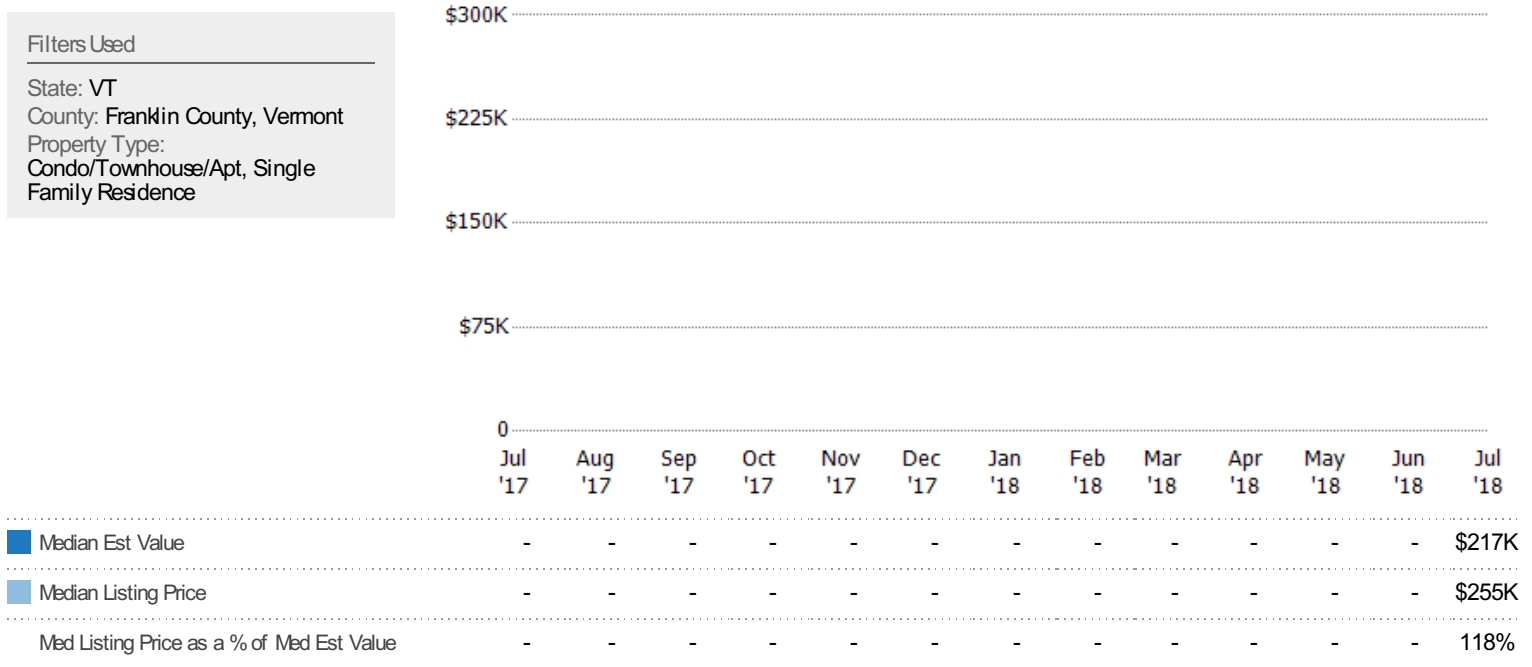 Filters Used
State: VT
County: Franklin County, Vermont
Property Type:
Condo/Townhouse/Apt, Single
Family Residence
$300K
$225K
$150K
$75K
0
Jul Aug Sep Oct Nov Dec Jan Feb Mar Apr May Jun Jul
'17 '17 '17 '17 '17 '17 '18 '18 '18 '18 '18 '18 '18
Median Est Value - - - - - - - - - - - - $217K
Median Listing Price - - - - - - - - - - - - $255K
Med Listing Price as a % of Med Est Value - - - - - - - - - - - - 118%